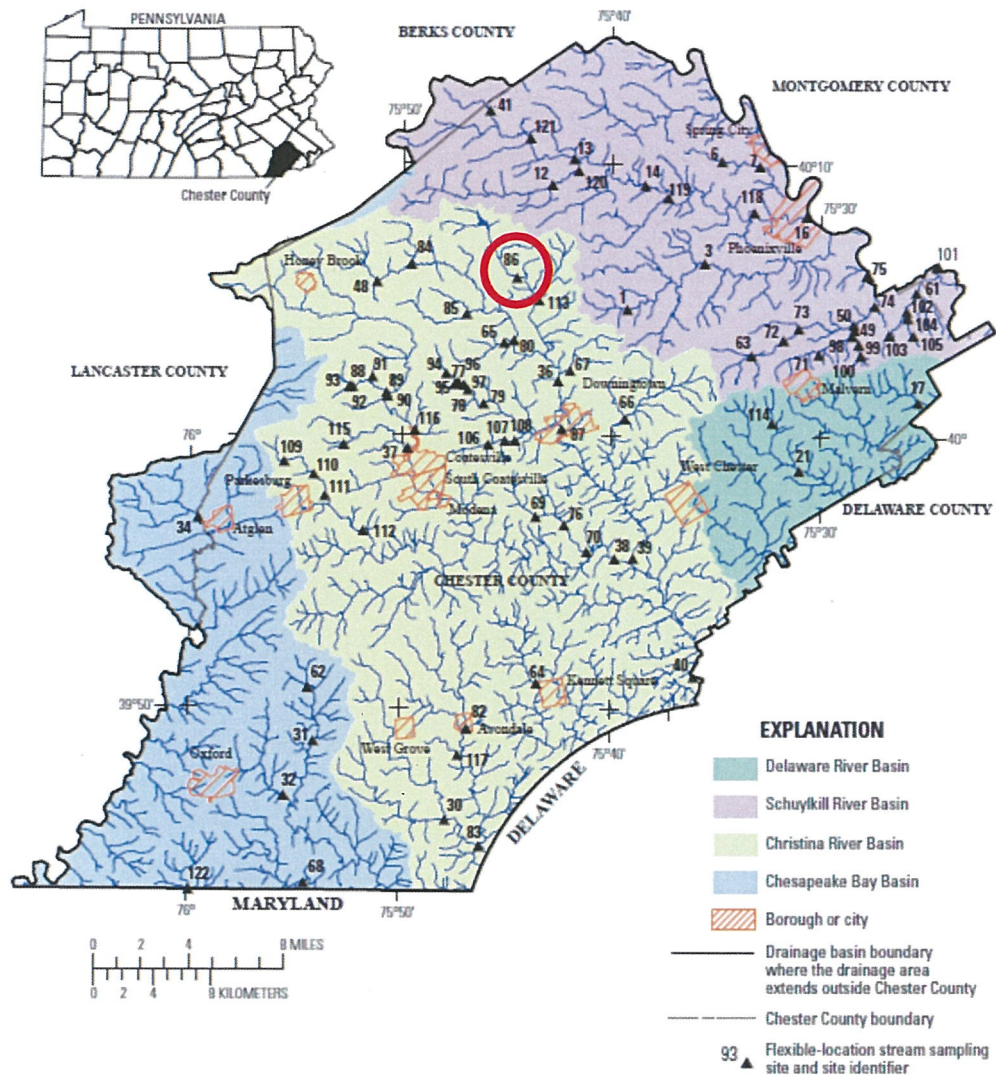 PENNSYLVANIA
Chester County
BERKS COUNTY
75°40'
MONTGOMERY COUNTY
75°50'
41
121
Spring City
13
6
7
40°10'
12
120
14
119
118
75°30'
16
Phoenixville
84
86
3
101
Honey Brook
75
48
113
61
85
1
74
102
73
50
65
80
72
49
104
LANCASTER COUNTY
91
94
96
67
63
98
99
103
105
88
89
77
36
71
100
93
95
97
Downingtown
Malvern
92
90
78
79
66
17
116
114
76°
115
107
108
87
40°
109
106
37
Coatesville
21
110
West Chester
Parkesburg
South Coatesville
111
69
Modena
76
DELAWARE COUNTY
34
Atglen
75°30'
112
70
38
39
CHESTER COUNTY
62
64
40
Kennett Square
39°50'
82
31
Avondale
West Grove
75°40'
Oxford
117
32
30
DELAWARE
83
122
68
76°
MARYLAND
75°50'
0 2 4 8 MILES
0 2 4 8 KILOMETERS
EXPLANATION
Delaware River Basin
Schuylkill River Basin
Christina River Basin
Chesapeake Bay Basin
Borough or city
Drainage basin boundary
where the drainage area
extends outside Chester County
Chester County boundary
93
Flexible-location stream sampling
site and site identifier